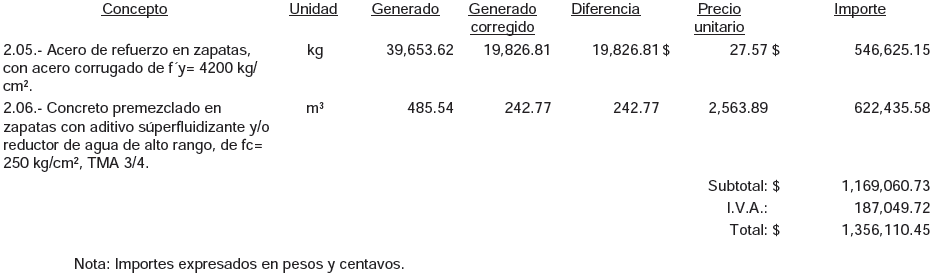 Concepto Unidad Generado Generado corregido Diferencia Precio unitario Importe
2.05.- Acero de refuerzo en zapatas, kg 39,653.62 19,826.81 19,826.81 $ 27.57 $ 546,625.15
con acero corrugado de f´y= 4200 kg/
cm².
2.06.- Concreto premezclado en m³ 485.54 242.77 242.77 2,563.89 622,435.58
zapatas con aditivo súperfluidizante y/o
reductor de agua de alto rango, de fc=
250 kg/cm², TMA 3/4.
Subtotal: $ 1,169,060.73
I.V.A.: 187,049.72
Total: $ 1,356,110.45
Nota: Importes expresados en pesos y centavos.